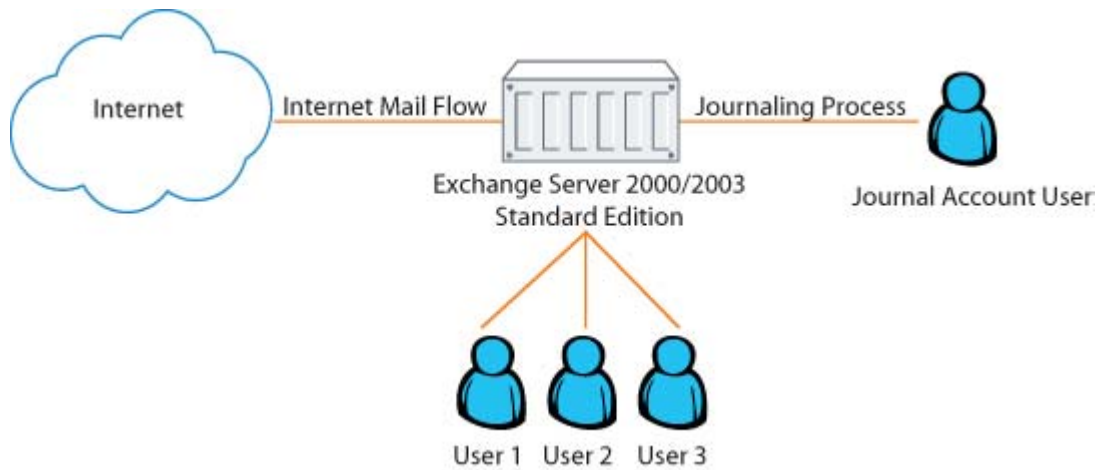 Internet
Internet Mail Flow
Journaling Process
Exchange Server 2000/2003
Standard Edition
Journal Account User
User 1
User 2
User 3